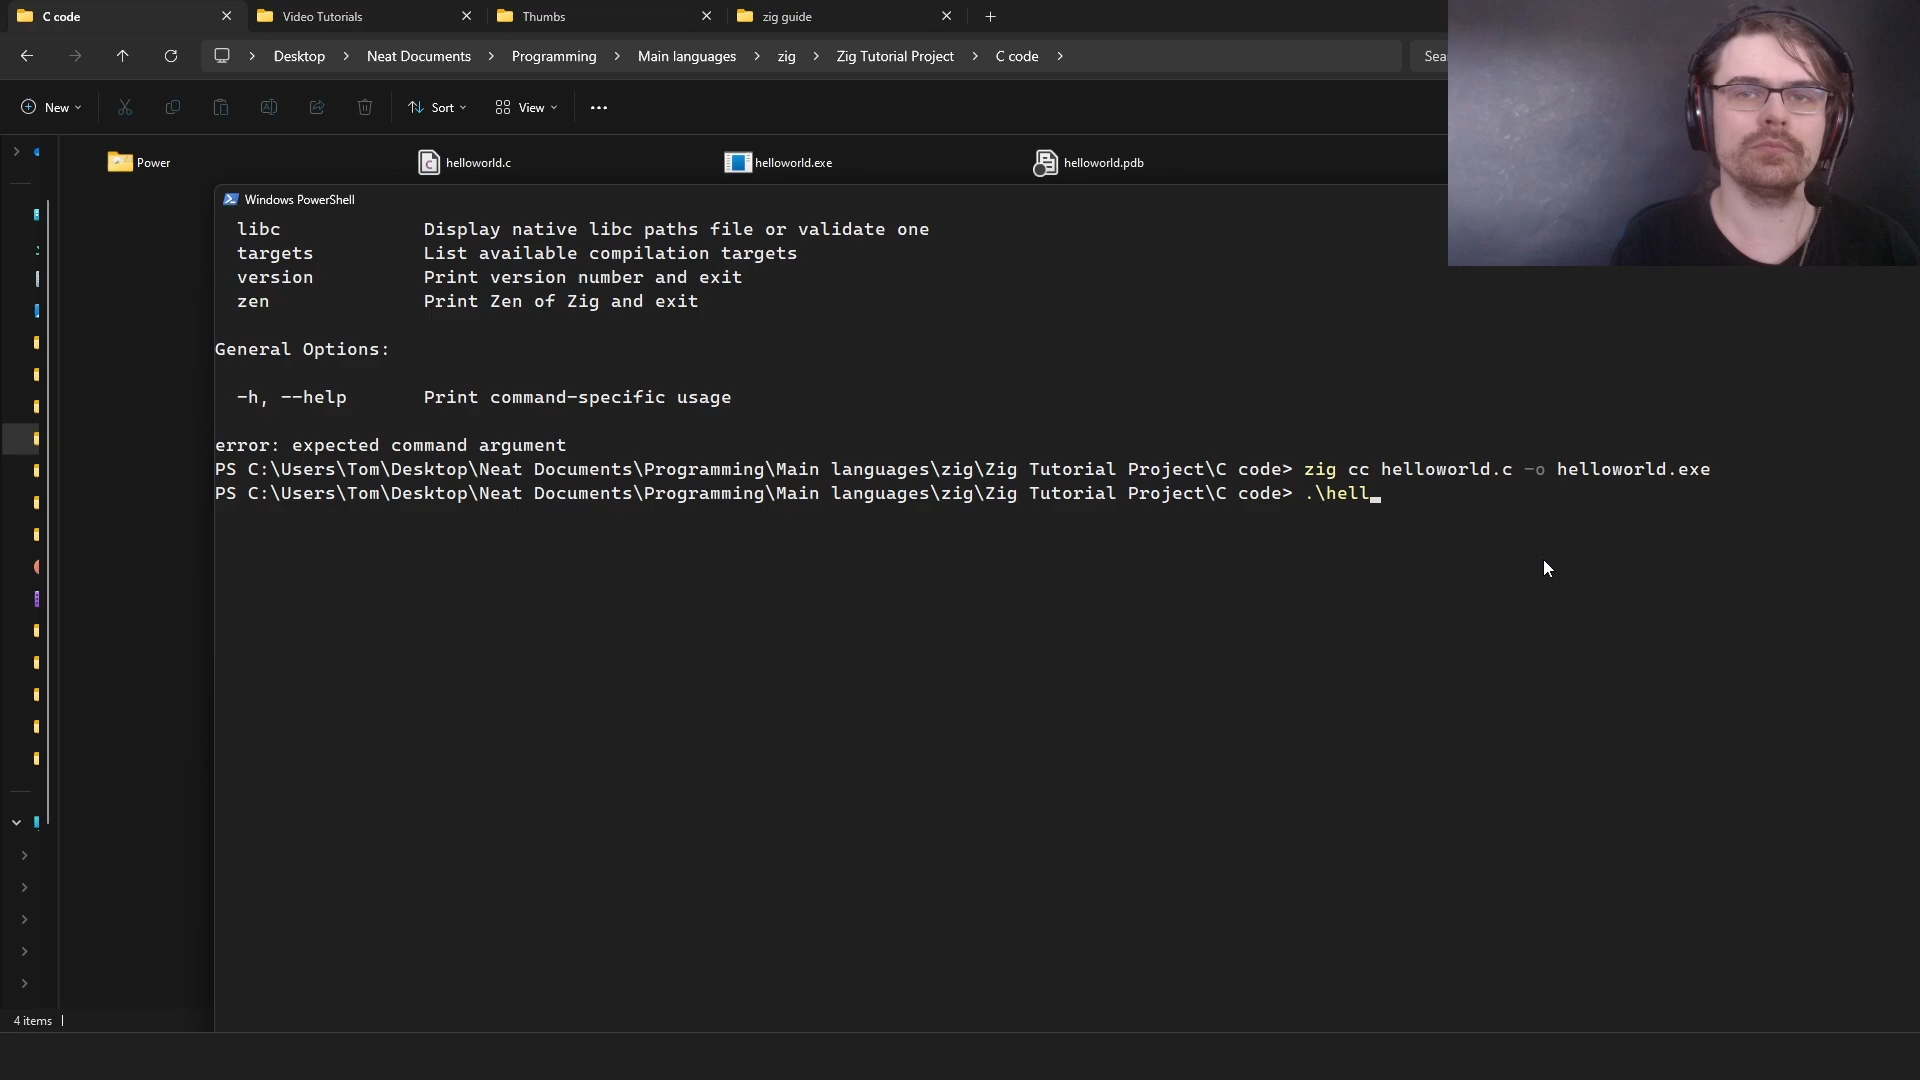 C code
Video Tutorials
Thumbs
zig guide
Desktop > Neat Documents > Programming > Main languages > zig > Zig Tutorial Project > C code >
Sea
New
Sort
View
Power
helloworld.c
helloworld.exe
helloworld.pdb
Windows PowerShell
libc Display native libc paths file or validate one
targets List available compilation targets
version Print version number and exit
zen Print Zen of Zig and exit
General Options:
-h, --help Print command-specific usage
error: expected command argument
PS C:\Users\Tom\Desktop\Neat Documents\Programming\Main languages\zig\Zig Tutorial Project\C code> zig cc helloworld.c -o helloworld.exe
PS C:\Users\Tom\Desktop\Neat Documents\Programming\Main languages\zig\Zig Tutorial Project\C code> .\hell_
4 items